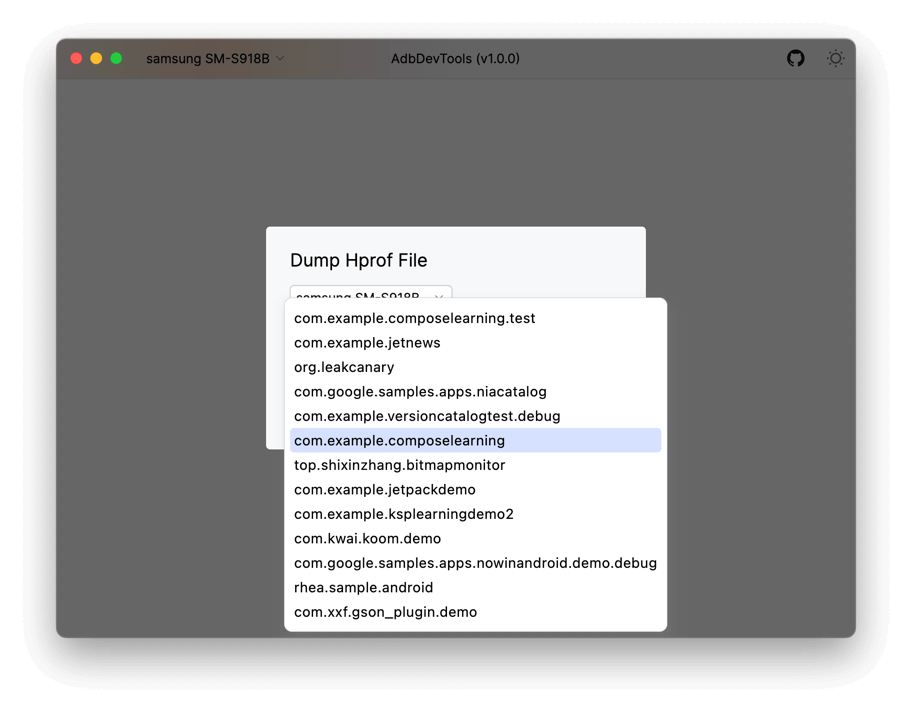 samsung SM-S918B
AdbDevTools (v1.0.0)
Dump Hprof File
samsung SM-S918B
com.example.composelearning.test
com.example.jetnews
org.leakcanary
com.google.samples.apps.niacatalog
com.example.versioncatalogtest.debug
com.example.composelearning
top.shixinzhang.bitmapmonitor
com.example.jetpackdemo
com.example.ksplearningdemo2
com.kwai.koom.demo
com.google.samples.apps.nowinandroid.demo.debug
rhea.sample.android
com.xxf.gson_plugin.demo